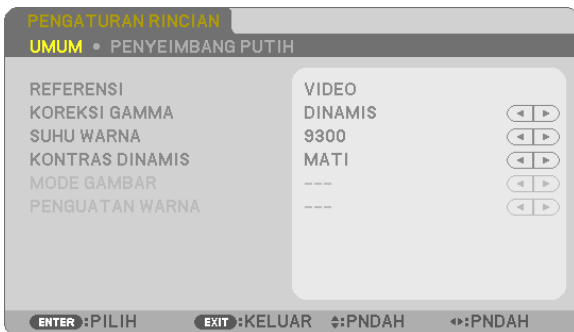 PENGATURAN RINCIAN
UMUM • PENYEIMBANG PUTIH
REFERENSI VIDEO
KOREKSI GAMMA DINAMIS
SUHU WARNA 9300
KONTRAS DINAMIS MATI
MODE GAMBAR ---
PENGUATAN WARNA ---
ENTER :PILIH EXIT :KELUAR :PNDAH :PNDAH